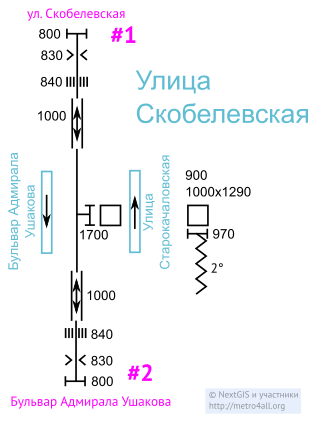 ул. Скобелевская
800
#1
830
840
Улица
Скобелевская
1000
Бульвар Адмирала
Ушакова
Улица
Старокачаловская
900
1000x1290
1700
970
2°
1000
840
830
800
#2
Бульвар Адмирала Ушакова
© NextGIS и участники
http://metro4all.org